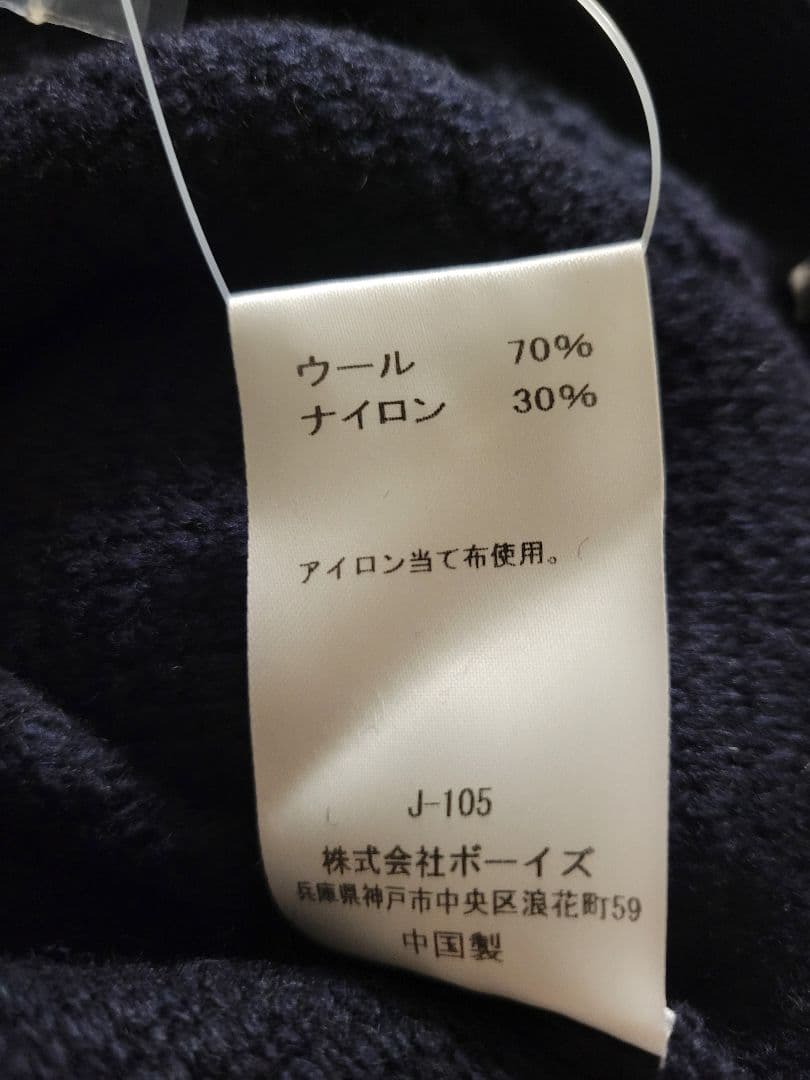 ウール 70%
ナイロン 30%
アイロン当て布使用。
J-105
株式会社ボーイズ
兵庫県神戸市中央区浪花町59
中国製